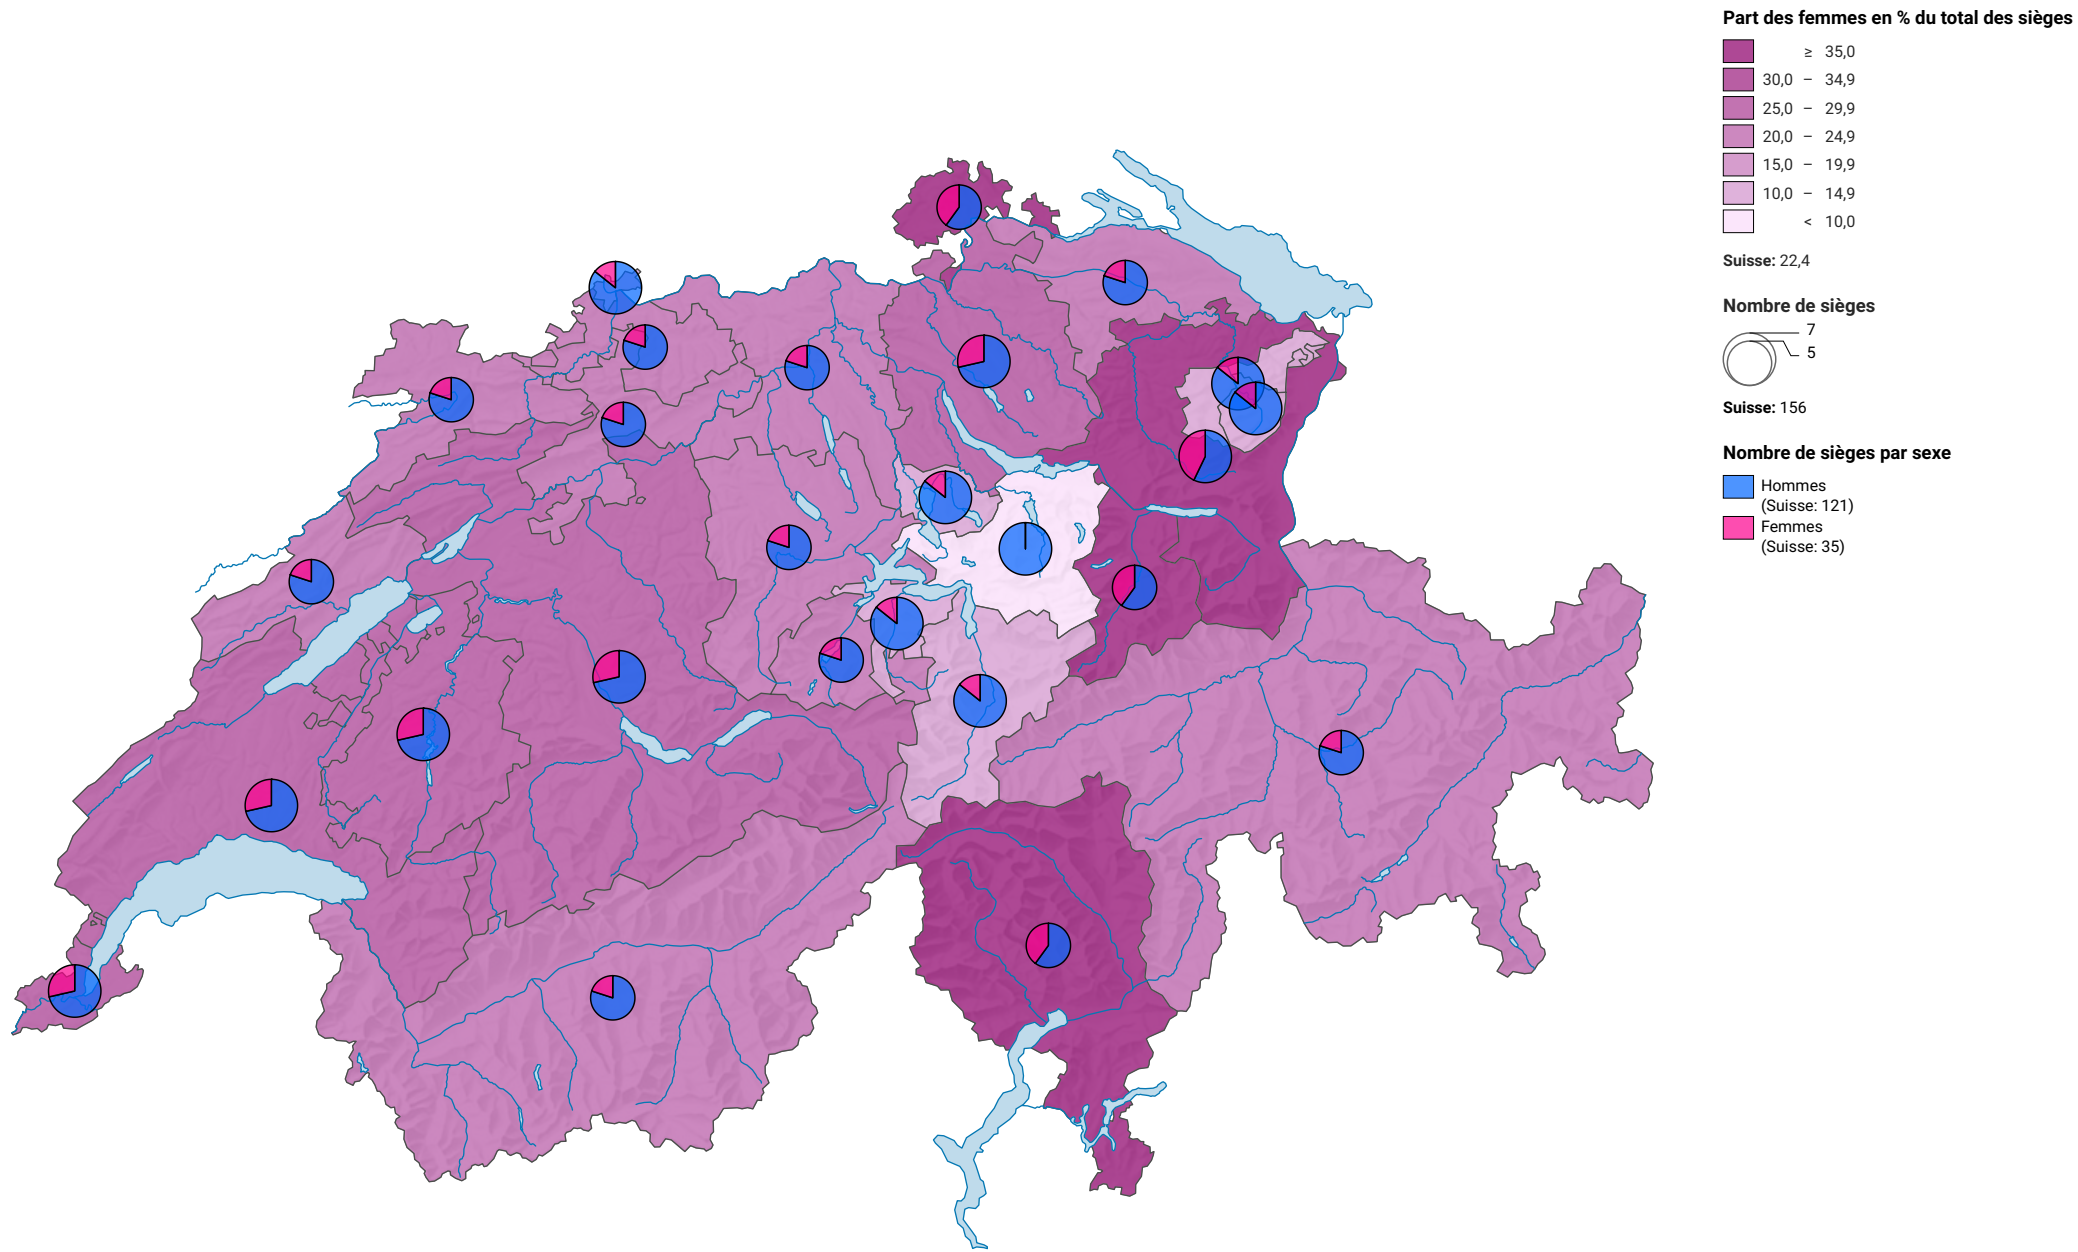 Part des femmes en % du total des sièges
≥ 35,0
30,0 – 34,9
25,0 – 29,9
20,0 – 24,9
15,0 – 19,9
10,0 – 14,9
< 10,0
Suisse: 22,4
Nombre de sièges
7
5
Suisse: 156
Nombre de sièges par sexe
Hommes
(Suisse: 121)
Femmes
(Suisse: 35)